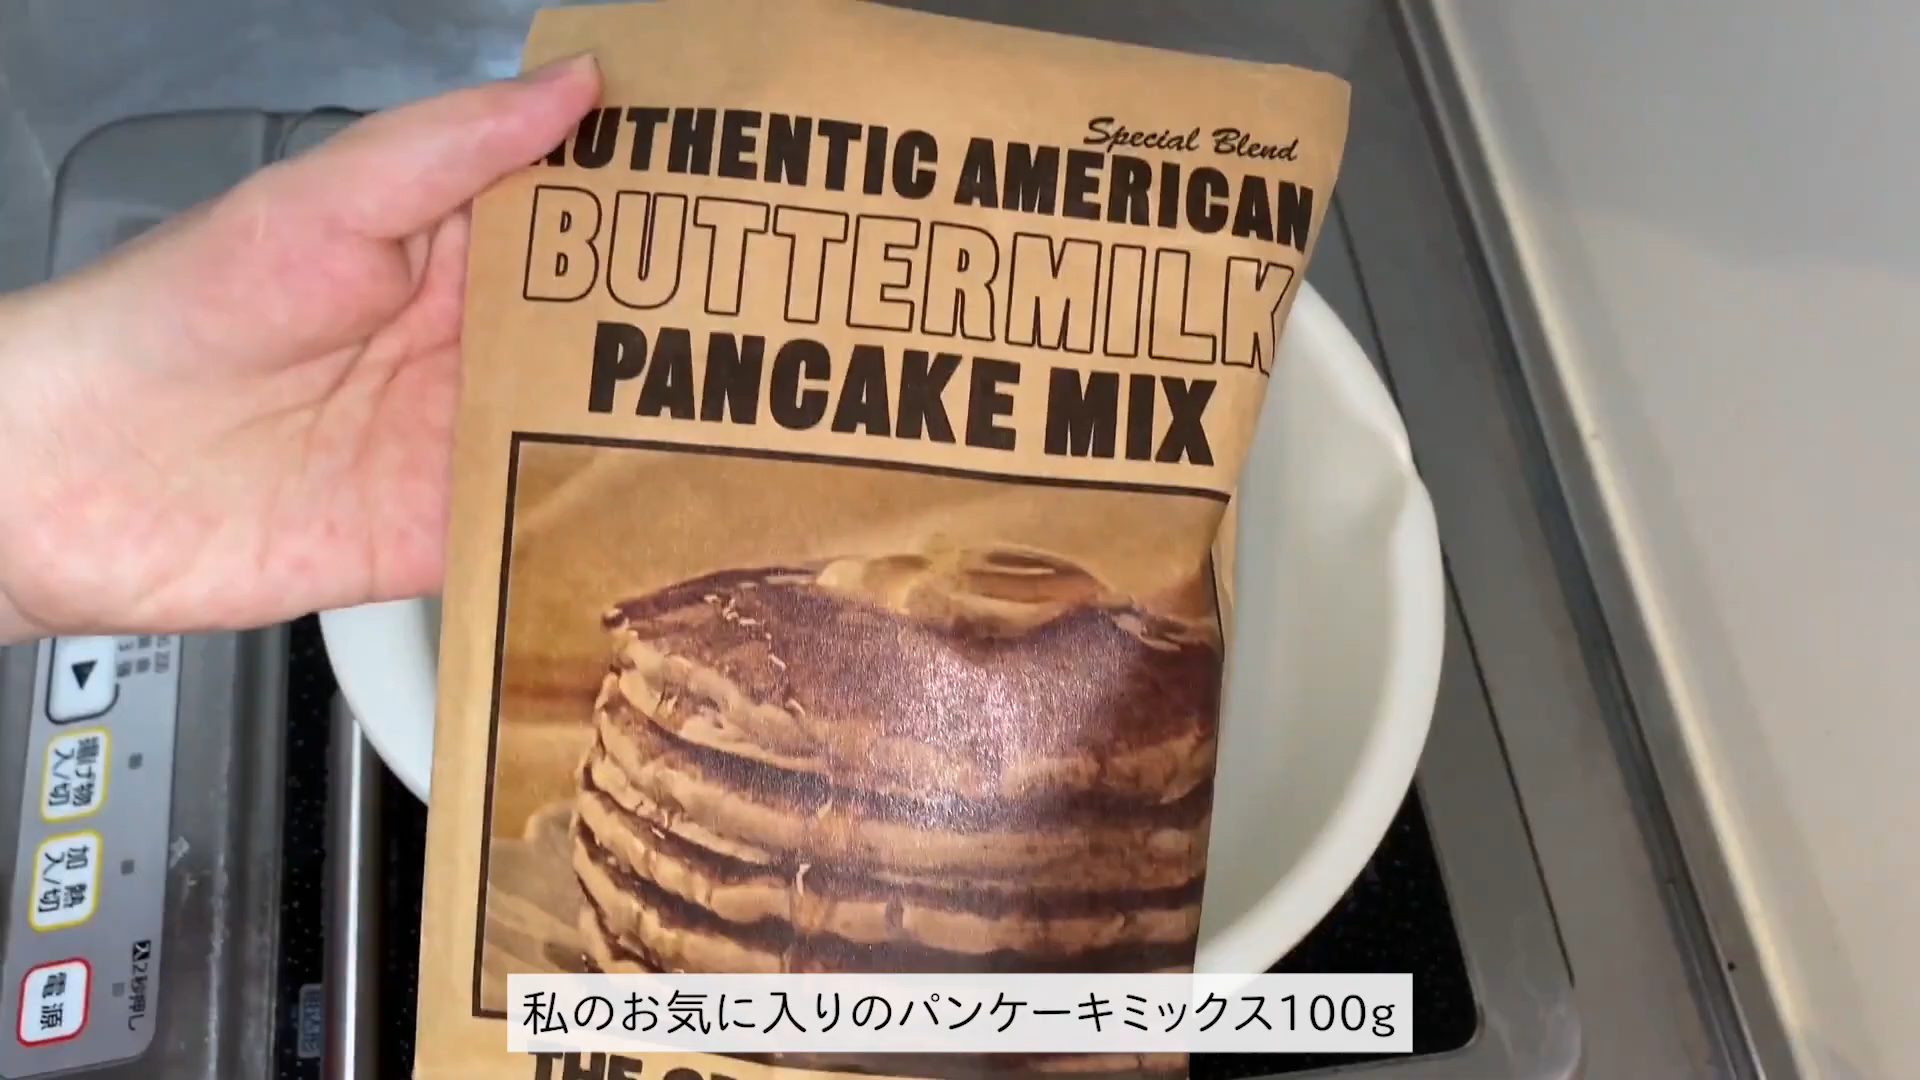 Special Blend
AUTHENTIC AMERICAN
BUTTERMILK
PANCAKE MIX
THE
揚げ物
入/切
加熱
入/切
電源
入2秒押し
私のお気に入りのパンケーキミックス100g